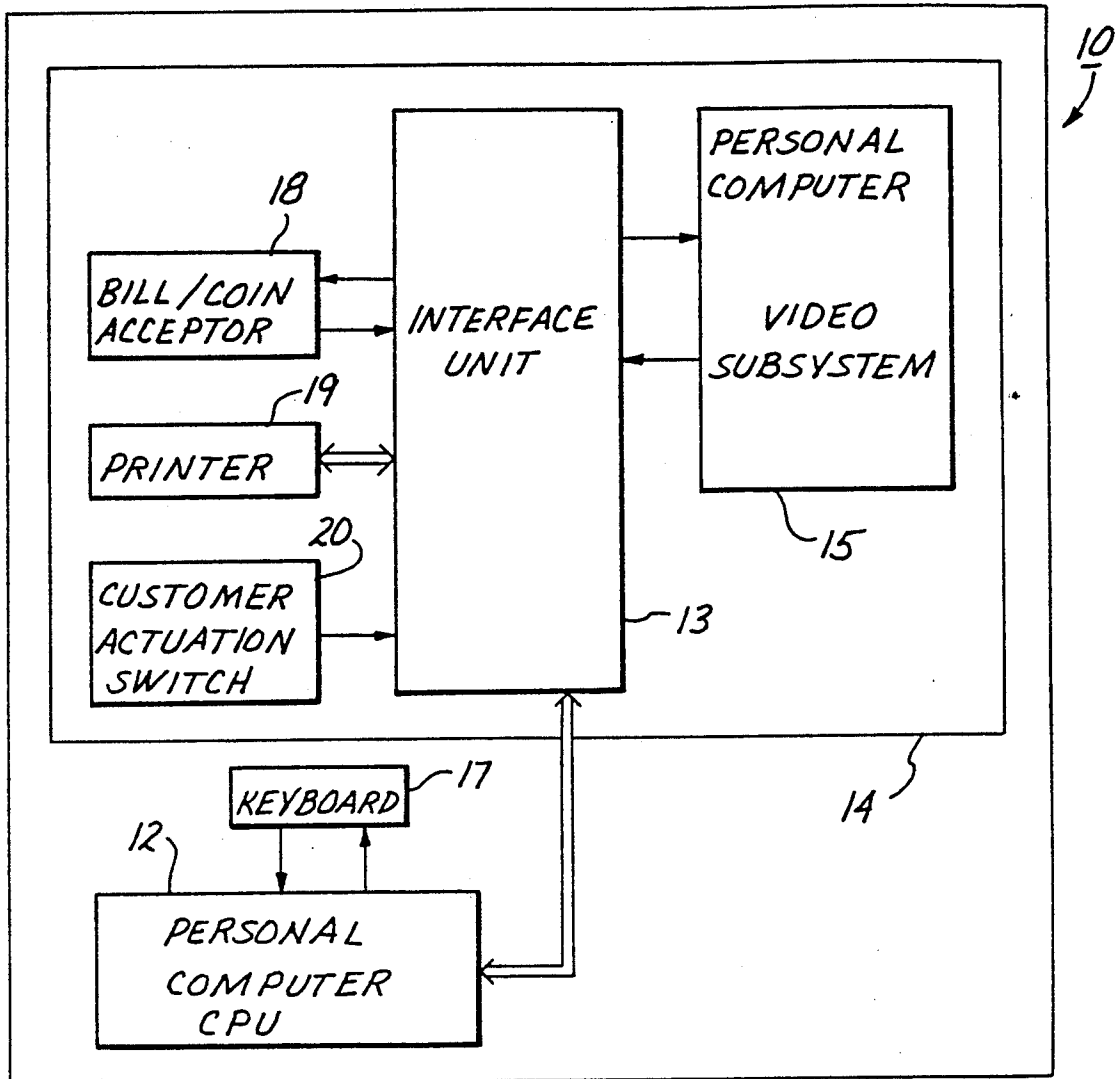 10
18
BILL/COIN
ACCEPTOR
INTERFACE
UNIT
PERSONAL
COMPUTER
VIDEO
SUBSYSTEM
19
PRINTER
15
20
CUSTOMER
ACTUATION
SWITCH
13
17
KEYBOARD
14
12
PERSONAL
COMPUTER
CPU